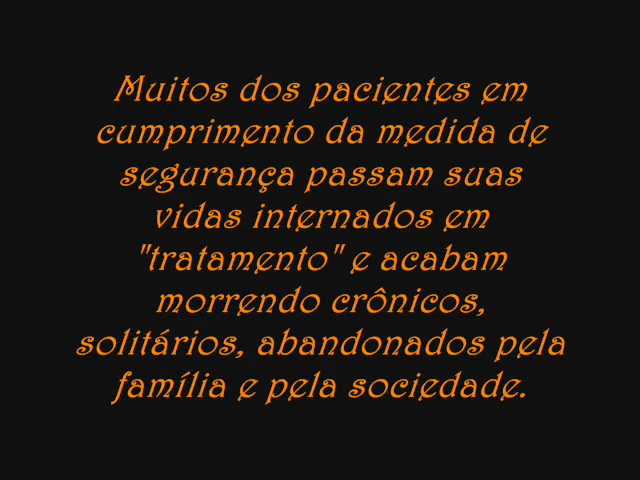 Muitos dos pacientes em
cumprimento da medida de
segurança passam suas
vidas internados em
"tratamento" e acabam
morrendo crônicos,
solitários, abandonados pela
família e pela sociedade.